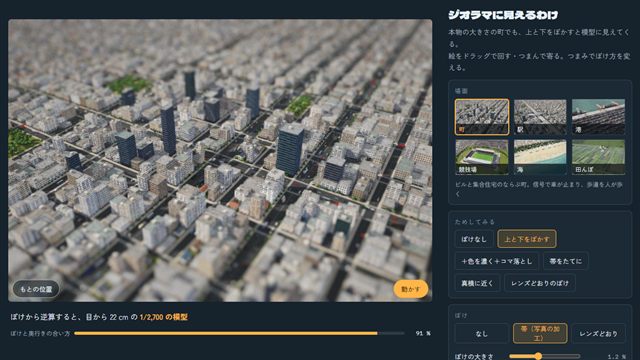 ジオラマに見えるわけ
本物の大きさの町でも、上と下をぼかすと模型に見えてく
る。
絵をドラッグで回す・つまんで寄る。つまみでぼけ方を変
える。
場面
町
駅
港
競技場
海
田んぼ
ビルと集合住宅のならぶ町。信号で車が止まり、歩道を人が歩
く
ためしてみる
ぼけなし
上と下をぼかす
＋色を濃く＋コマ落とし
帯をたてに
真横に近く
レンズどおりのぼけ
ぼけ
なし
帯（写真の加
工）
レンズどおり
ぼけの大きさ
1.2 %
もとの位置
動かす
ぼけから逆算すると、目から 22 cm の 1/2,700 の模型
ぼけと奥行きの合い方
91 %